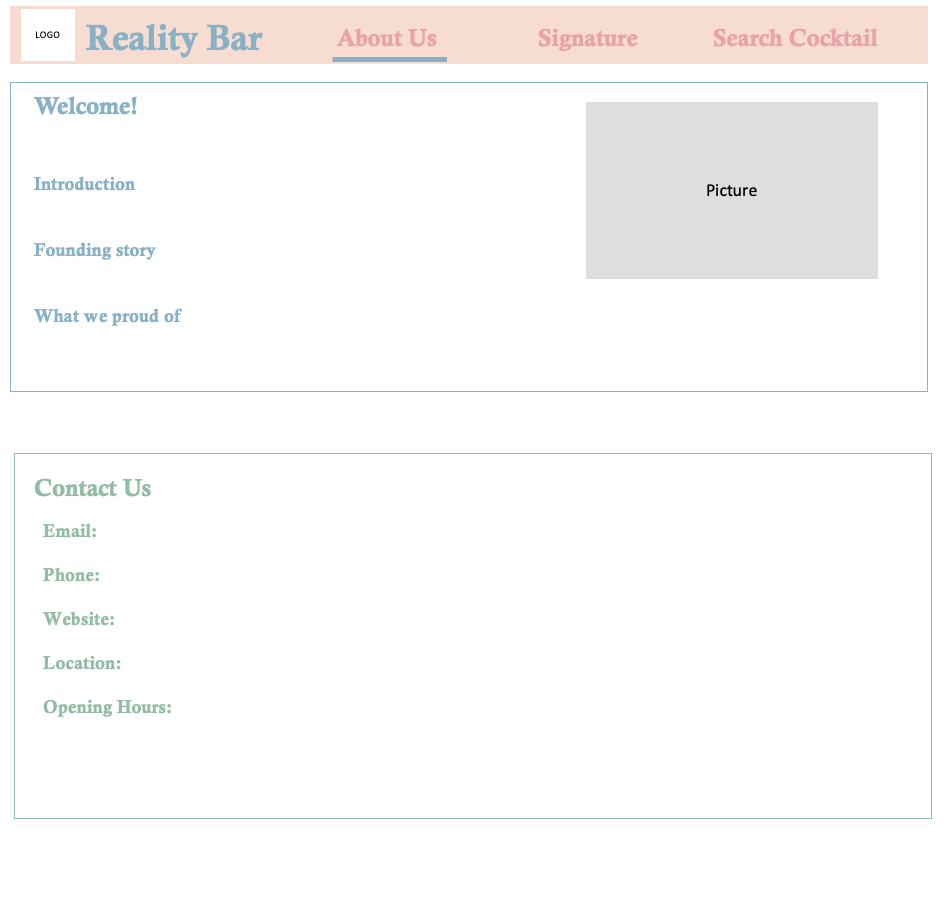 LOGO
Reality Bar
About Us
Signature
Search Cocktail
Welcome!
Picture
Introduction
Founding story
What we proud of
Contact Us
Email:
Phone:
Website:
Location:
Opening Hours: